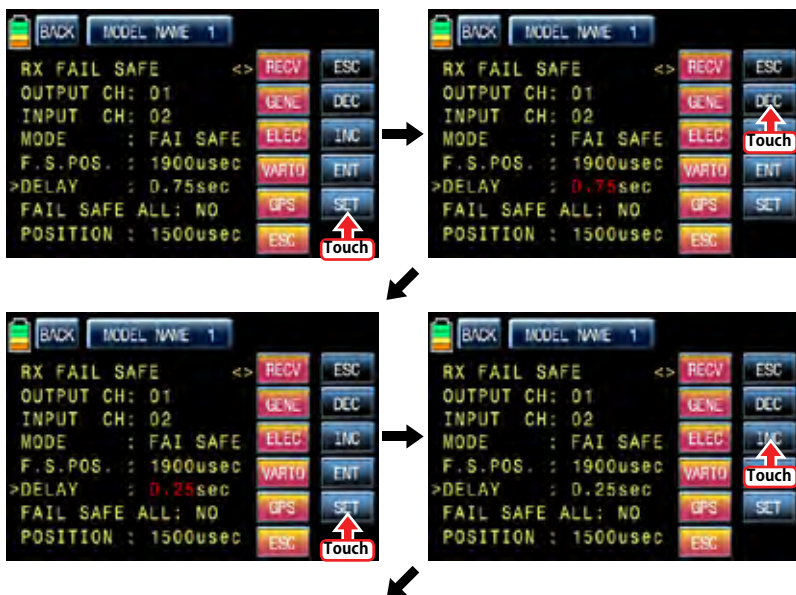 BACK MODEL NAME 1
RX FAIL SAFE <>
OUTPUT CH: 01
INPUT CH: 02
MODE : FAI SAFE
F.S.POS. : 1900usec
>DELAY : 0.75sec
FAIL SAFE ALL: NO
POSITION : 1500usec
RECV
GENE
ELEC
VARIO
GPS
ESC
ESC
DEC
INC
ENT
SET
Touch
BACK MODEL NAME 1
RX FAIL SAFE <>
OUTPUT CH: 01
INPUT CH: 02
MODE : FAI SAFE
F.S.POS. : 1900usec
>DELAY : 0.75sec
FAIL SAFE ALL: NO
POSITION : 1500usec
RECV
GENE
ELEC
VARIO
GPS
ESC
ESC
DEC
Touch
ENT
SET
BACK MODEL NAME 1
RX FAIL SAFE <>
OUTPUT CH: 01
INPUT CH: 02
MODE : FAI SAFE
F.S.POS. : 1900usec
>DELAY : 0.25sec
FAIL SAFE ALL: NO
POSITION : 1500usec
RECV
GENE
ELEC
VARIO
GPS
ESC
ESC
DEC
INC
ENT
SET
Touch
BACK MODEL NAME 1
RX FAIL SAFE <>
OUTPUT CH: 01
INPUT CH: 02
MODE : FAI SAFE
F.S.POS. : 1900usec
>DELAY : 0.25sec
FAIL SAFE ALL: NO
POSITION : 1500usec
RECV
GENE
ELEC
VARIO
GPS
ESC
ESC
DEC
INC
Touch
SET